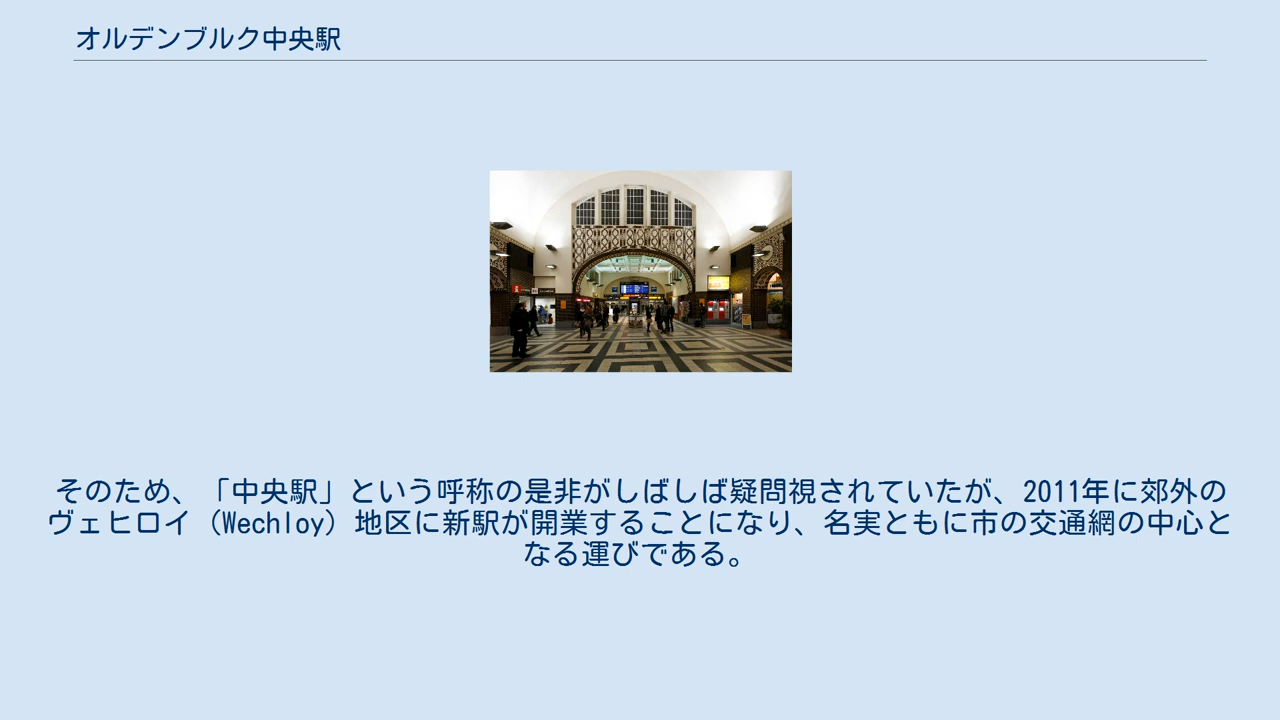 オルデンブルク中央駅
そのため、「中央駅」という呼称の是非がしばしば疑問視されていたが、2011年に郊外の
ヴェヒロイ（Wechloy）地区に新駅が開業することになり、名実ともに市の交通網の中心と
なる運びである。